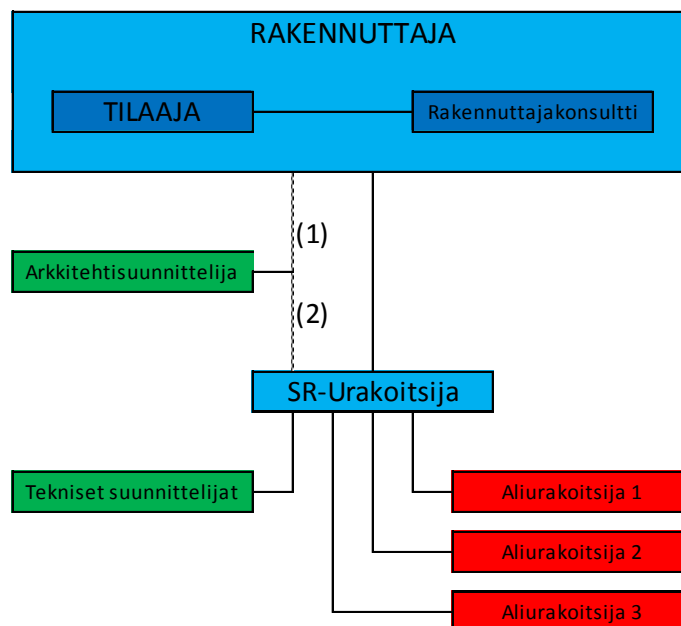 RAKENNUTTAJA
TILAAJA
Rakennuttajakonsultti
(1)
Arkkitehtisuunnittelija
(2)
SR-Urakoitsija
Tekniset suunnittelijat
Aliurakoitsija 1
Aliurakoitsija 2
Aliurakoitsija 3